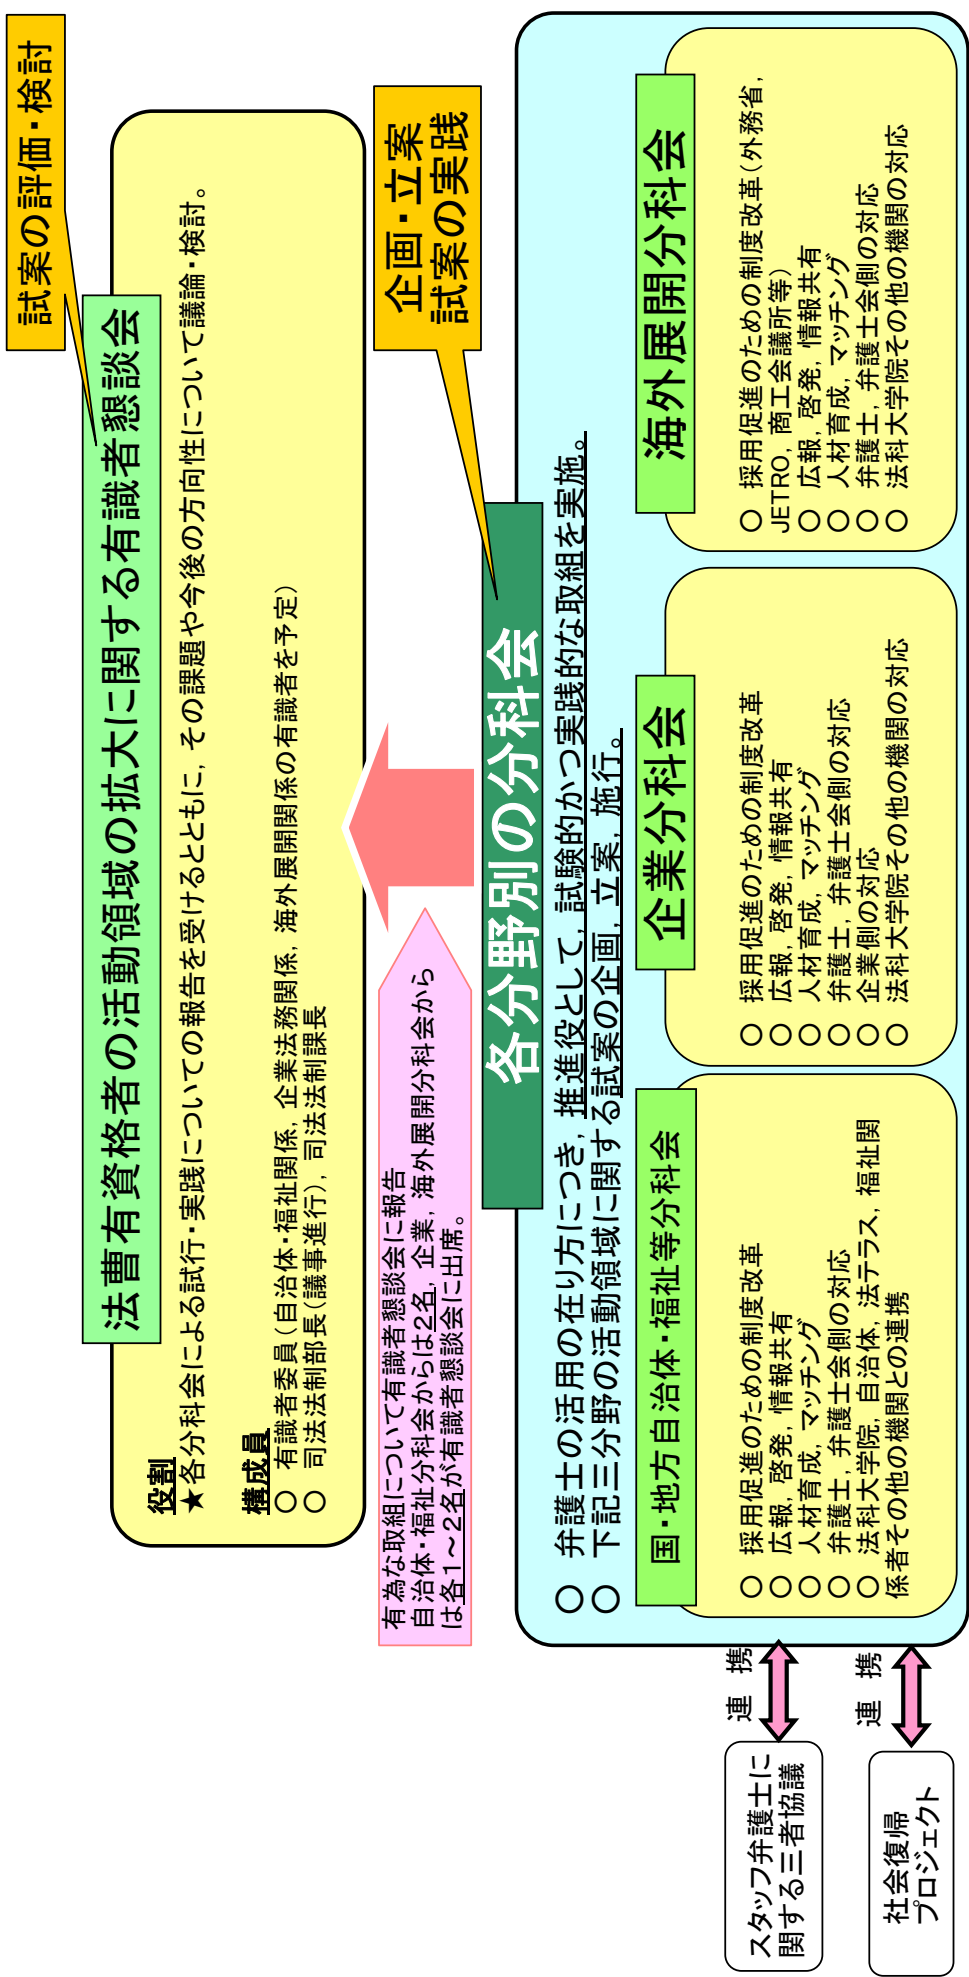 試案の評価・検討
法曹有資格者の活動領域の拡大に関する有識者懇談会
役割
★各分科会による試行・実践についての報告を受けるとともに，その課題や今後の方向性について議論・検討。
構成員
○ 有識者委員（自治体・福祉関係，企業法務関係，海外展開関係の有識者を予定）
○ 司法法制部長（議事進行），司法法制課長
有為な取組について有識者懇談会に報告
自治体・福祉分科会からは2名，企業，海外展開分科会から
は各1～2名が有識者懇談会に出席。
企画・立案
試案の実践
各分野別の分科会
○ 弁護士の活用の在り方につき，推進役として，試験的かつ実践的な取組を実施。
○ 下記三分野の活動領域に関する試案の企画，立案，施行。
国・地方自治体・福祉等分科会
○ 採用促進のための制度改革
○ 広報，啓発，情報共有
○ 人材育成，マッチング
○ 弁護士，弁護士会側の対応
○ 法科大学院，自治体，法テラス，福祉関
係者その他の機関との連携
企業分科会
○ 採用促進のための制度改革
○ 広報，啓発，情報共有
○ 人材育成，マッチング
○ 弁護士，弁護士会側の対応
○ 企業側の対応
○ 法科大学院その他の機関の対応
海外展開分科会
○ 採用促進のための制度改革（外務省，
JETRO，商工会議所等）
○ 広報，啓発，情報共有
○ 人材育成，マッチング
○ 弁護士，弁護士会側の対応
○ 法科大学院その他の機関の対応
連 携
スタッフ弁護士に
関する三者協議
連 携
社会復帰
プロジェクト